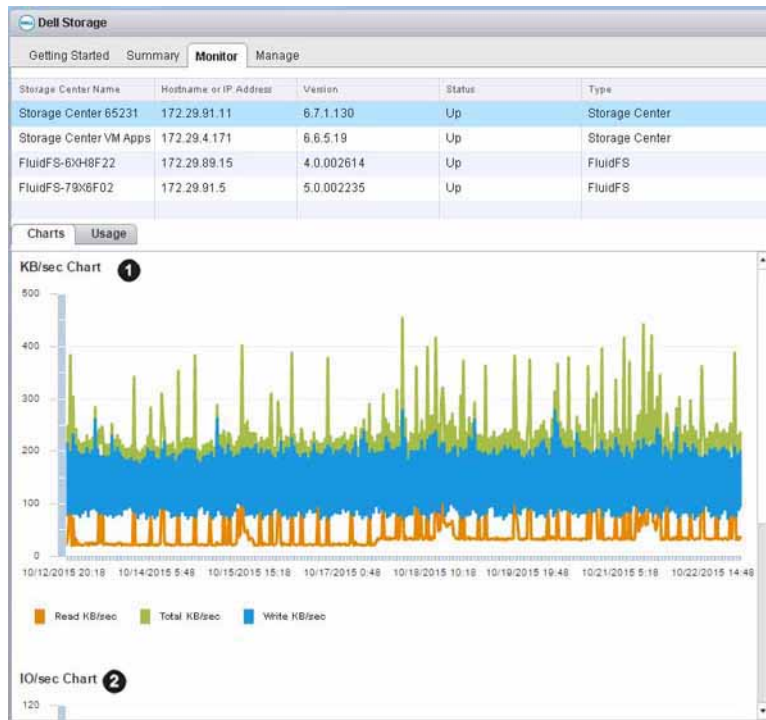 DELL Dell Storage
Getting Started Summary Monitor Manage
Storage Center Name Hostname or IP Address Version Status Type
Storage Center 65231 172.29.91.11 6.7.1.130 Up Storage Center
Storage Center VM Apps 172.29.4.171 6.6.5.19 Up Storage Center
FluidFS-6XH8F22 172.29.89.15 4.0.002614 Up FluidFS
FluidFS-79X6F02 172.29.91.5 5.0.002235 Up FluidFS
Charts Usage
KB/sec Chart 1
500
400
300
200
100
0
10/12/2015 20:18 10/14/2015 5:48 10/15/2015 15:18 10/17/2015 0:48 10/18/2015 10:18 10/19/2015 19:48 10/21/2015 5:18 10/22/2015 14:48
Read KB/sec Total KB/sec Write KB/sec
IO/sec Chart 2
120